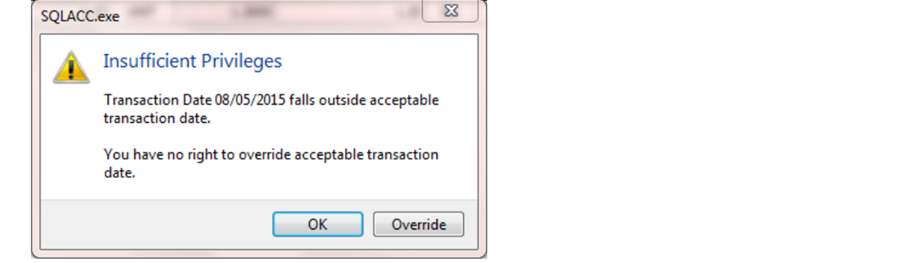 SQLACC.exe
Insufficient Privileges
Transaction Date 08/05/2015 falls outside acceptable
transaction date.
You have no right to override acceptable transaction
date.
OK
Override